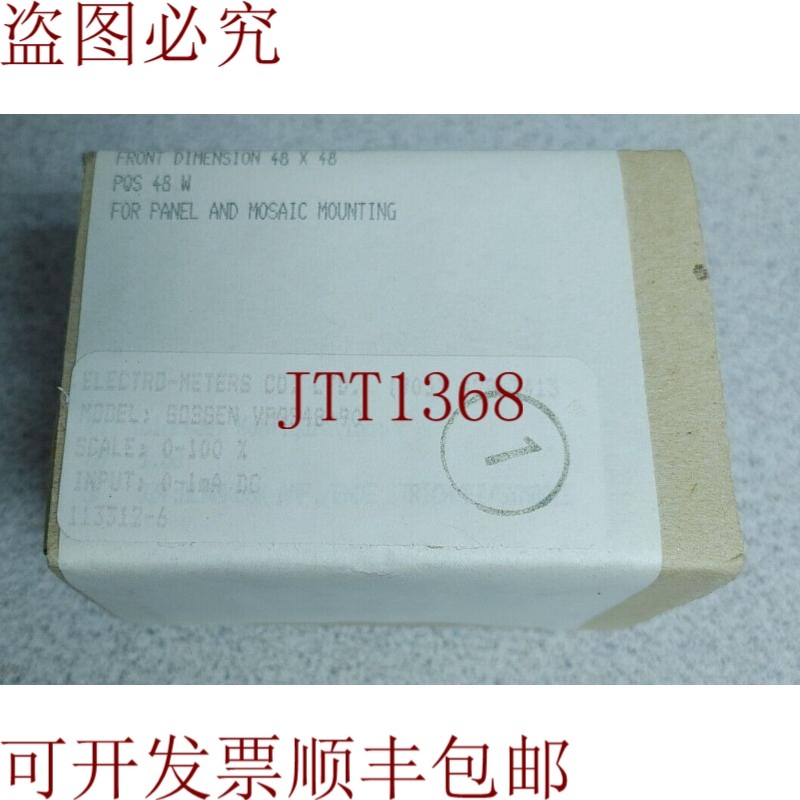 盗图必究
FRONT DIMENSION 48 X 48
PQS 48 W
FOR PANEL AND MOSAIC MOUNTING
ELECTRO-METERS CO.
JTT1368
MODEL: GOSSEN
SCALE: 0-100 %
INPUT: 0-1mA DC
113312-6
1
可开发票顺丰包邮